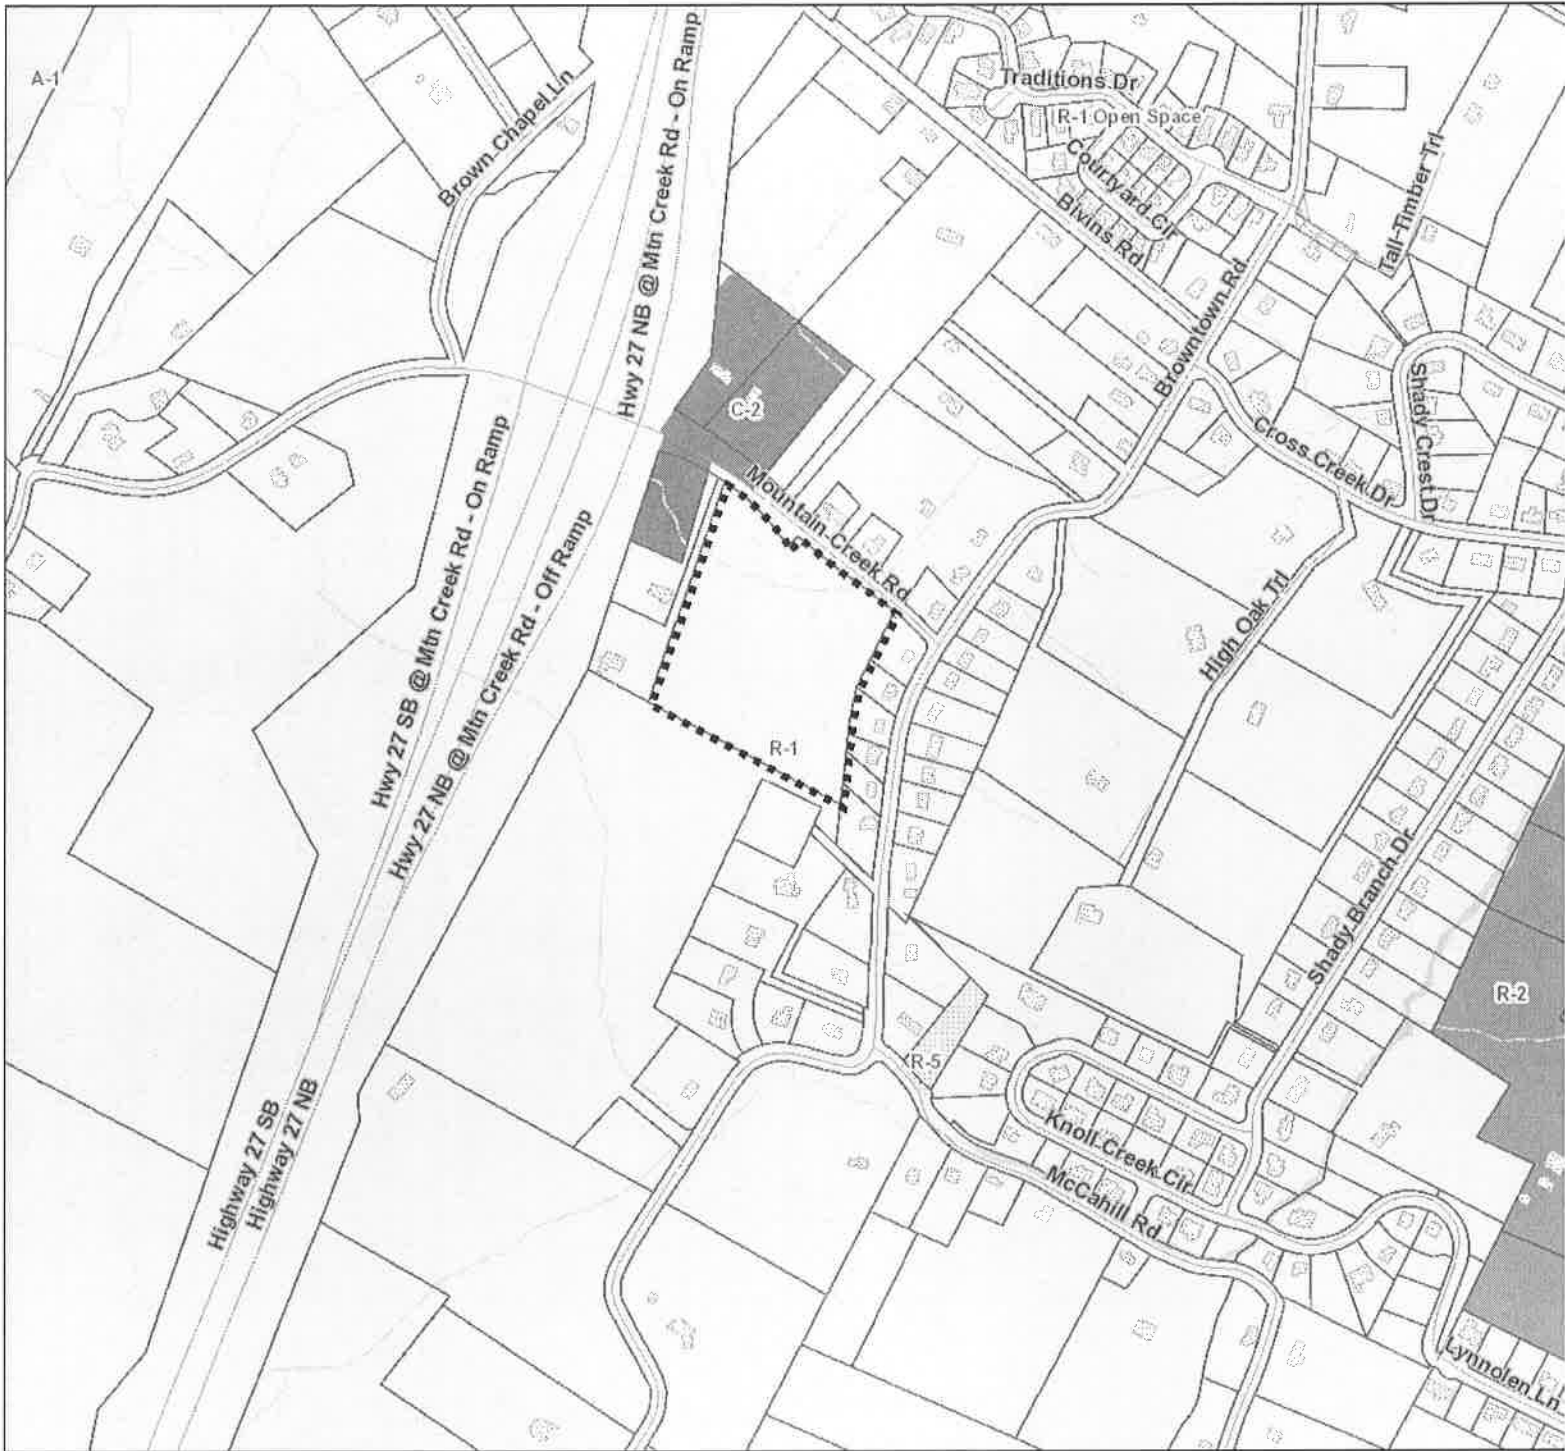 A-1
Brown Chapel Ln
Hwy 27 NB @ Mtn Creek Rd - On Ramp
Traditions Dr
R-1 Open Space
Courtyard Cir
Bivins Rd
Browntown Rd
Tall Timber Trl
Shady Crest Dr
Cross Creek Dr
C-2
Mountain Creek Rd
Hwy 27 SB @ Mtn Creek Rd - On Ramp
Hwy 27 NB @ Mtn Creek Rd - Off Ramp
High Oak Trl
R-1
Shady Branch Dr
R-2
R-5
Knoll Creek Cir
McCahill Rd
Highway 27 SB
Highway 27 NB
Lynnolen Ln